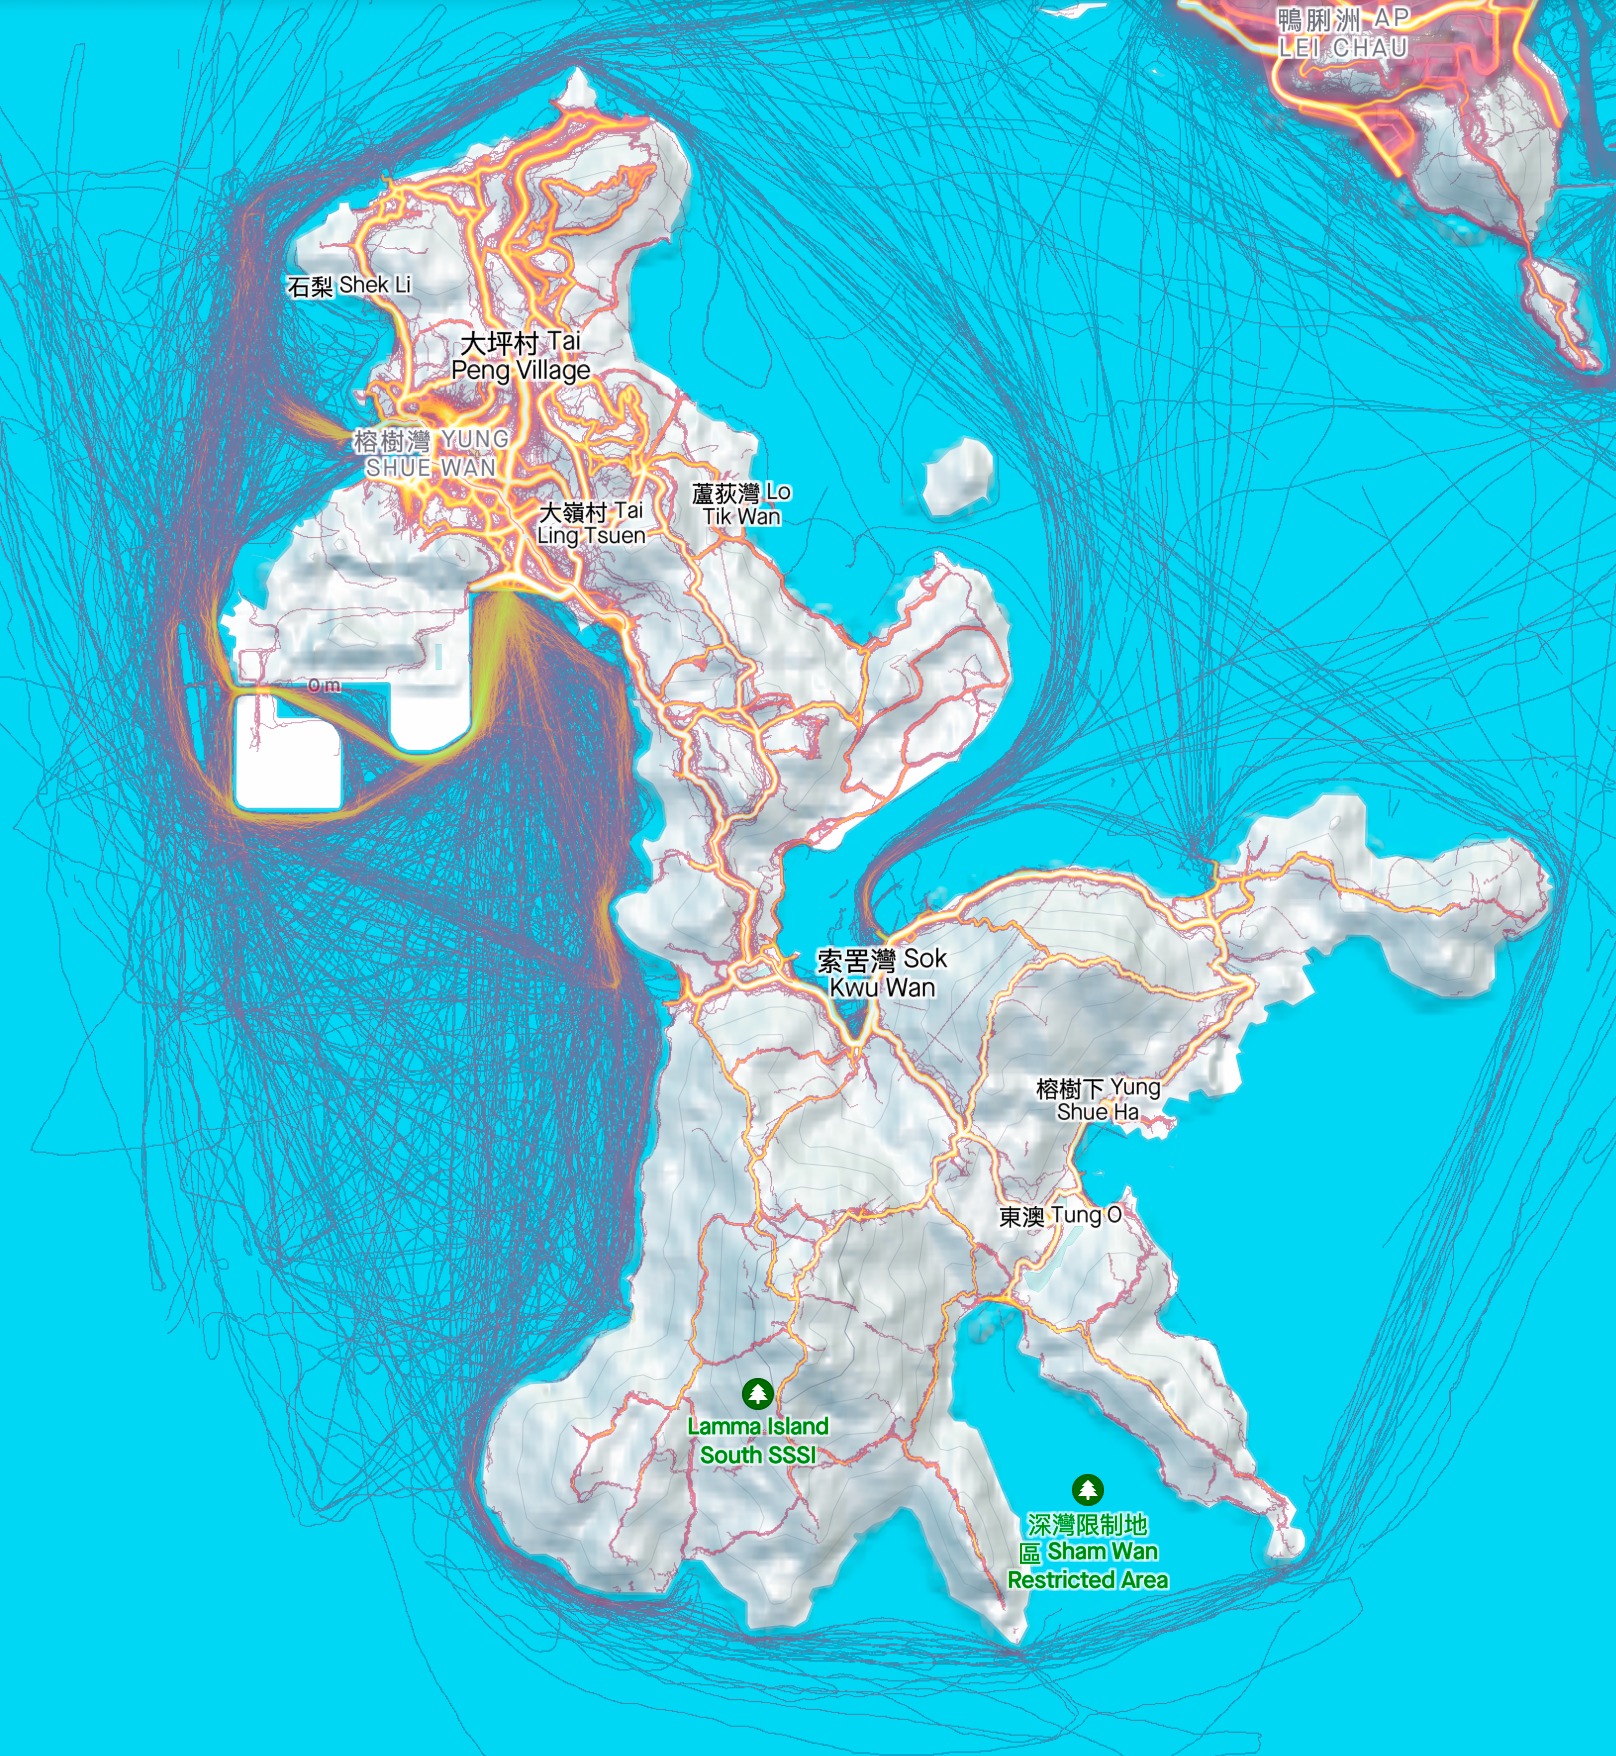 鴨脷洲 AP
LEI CHAU
石梨 Shek Li
大坪村 Tai
Peng Village
榕樹灣 YUNG
SHUE WAN
蘆荻灣 Lo
Tik Wan
大嶺村 Tai
Ling Tsuen
0 m
索罟灣 Sok
Kwu Wan
榕樹下 Yung
Shue Ha
東澳 Tung O
Lamma Island
South SSSI
深灣限制地
區 Sham Wan
Restricted Area